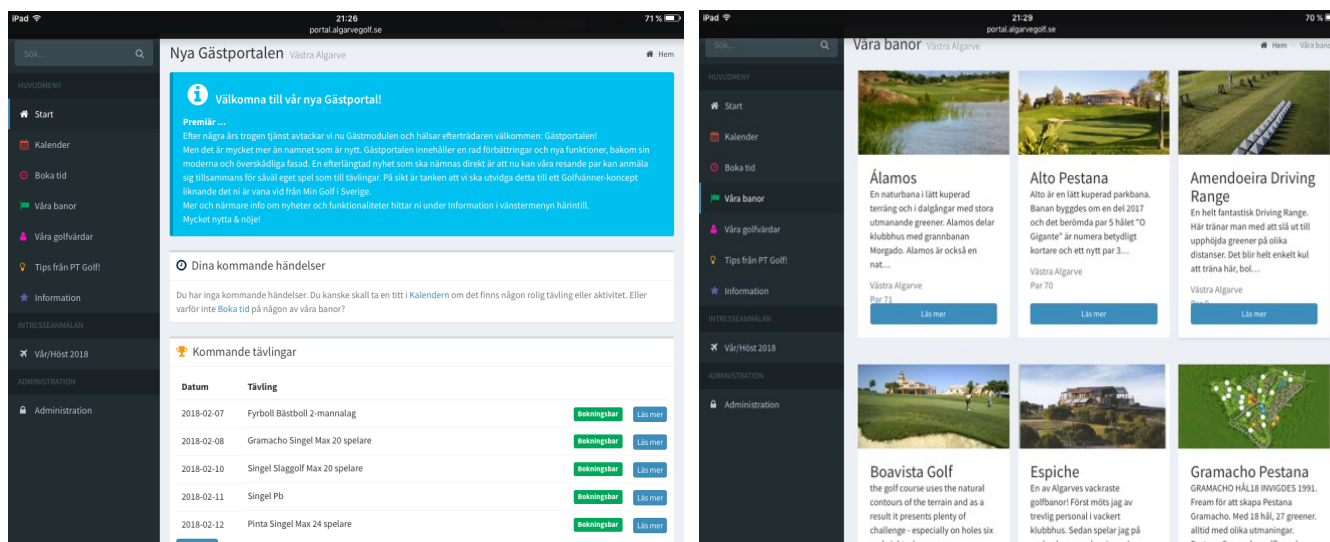 iPad 21:26 71 %
portal.algarvegolf.se
Sök...
Nya Gästportalen Västra Algarve
Hem
HUVUDMENY
Start
Kalender
Boka tid
Våra banor
Våra golfvärdar
Tips från PT Golf!
Information
INTRESSEANMÄLAN
Vår/Höst 2018
ADMINISTRATION
Administration
Välkomna till vår nya Gästportal!
Premiär ...
Efter några års trogen tjänst avtackar vi nu Gästmodulen och hälsar efterträdaren välkommen: Gästportalen!
Men det är mycket mer än namnet som är nytt. Gästportalen innehåller en rad förbättringar och nya funktioner, bakom sin
moderna och överskådliga fasad. En efterlängtad nyhet som ska nämnas direkt är att nu kan våra resande par kan anmäla
sig tillsammans för såväl eget spel som till tävlingar. På sikt är tanken att vi ska utvidga detta till ett Golfvänner-koncept
liknande det ni är vana vid från Min Golf i Sverige.
Mer och närmare info om nyheter och funktionaliteter hittar ni under Information i vänstermenyn härintill.
Mycket nytta & nöje!
Dina kommande händelser
Du har inga kommande händelser. Du kanske skall ta en titt i Kalendern om det finns någon rolig tävling eller aktivitet. Eller
varför inte Boka tid på någon av våra banor?
Kommande tävlingar
Datum Tävling
2018-02-07 Fyrboll Bästboll 2-mannalag Bokningsbar Läs mer
2018-02-08 Gramacho Singel Max 20 spelare Bokningsbar Läs mer
2018-02-10 Singel Slaggolf Max 20 spelare Bokningsbar Läs mer
2018-02-11 Singel Pb Bokningsbar Läs mer
2018-02-12 Pinta Singel Max 24 spelare Bokningsbar Läs mer
iPad 21:29 70 %
portal.algarvegolf.se
Sök...
Våra banor Västra Algarve
Hem Våra bano
HUVUDMENY
Start
Kalender
Boka tid
Våra banor
Våra golfvärdar
Tips från PT Golf!
Information
INTRESSEANMÄLAN
Vår/Höst 2018
ADMINISTRATION
Administration
Álamos
En naturbana i lätt kuperad
terräng och i dalgångar med stora
utmanande greener. Alamos delar
klubbhus med grannbanan
Morgado. Alamos är också en
nat…
Västra Algarve
Par 71
Läs mer
Alto Pestana
Alto är en lätt kuperad parkbana.
Banan byggdes om en del 2017
och det berömda par 5 hålet "O
Gigante" är numera betydligt
kortare och ett nytt par 3…
Västra Algarve
Par 70
Läs mer
Amendoeira Driving
Range
En helt fantastisk Driving Range.
Här tränar man med att slå ut till
upphöjda greener på olika
distanser. Det blir helt enkelt kul
att träna här, bol…
Västra Algarve
Läs mer
Boavista Golf
the golf course uses the natural
contours of the terrain and as a
result it presents plenty of
challenge - especially on holes six
Espiche
En av Algarves vackraste
golfbanor! Först möts jag av
trevlig personal i vackert
klubbhus. Sedan spelar jag på
Gramacho Pestana
GRAMACHO HÅL18 INVIGDES 1991.
Fream för att skapa Pestana
Gramacho. Med 18 hål, 27 greener.
alltid med olika utmaningar.